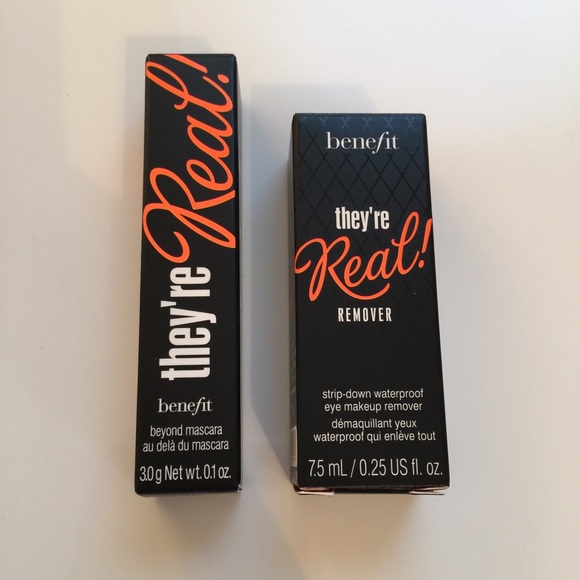 they're Real!
benefit
beyond mascara
au delà du mascara
3.0 g Net wt. 0.1 oz.
benefit
they're
Real!
REMOVER
strip-down waterproof
eye makeup remover
démaquillant yeux
waterproof qui enlève tout
7.5 mL / 0.25 US fl. oz.